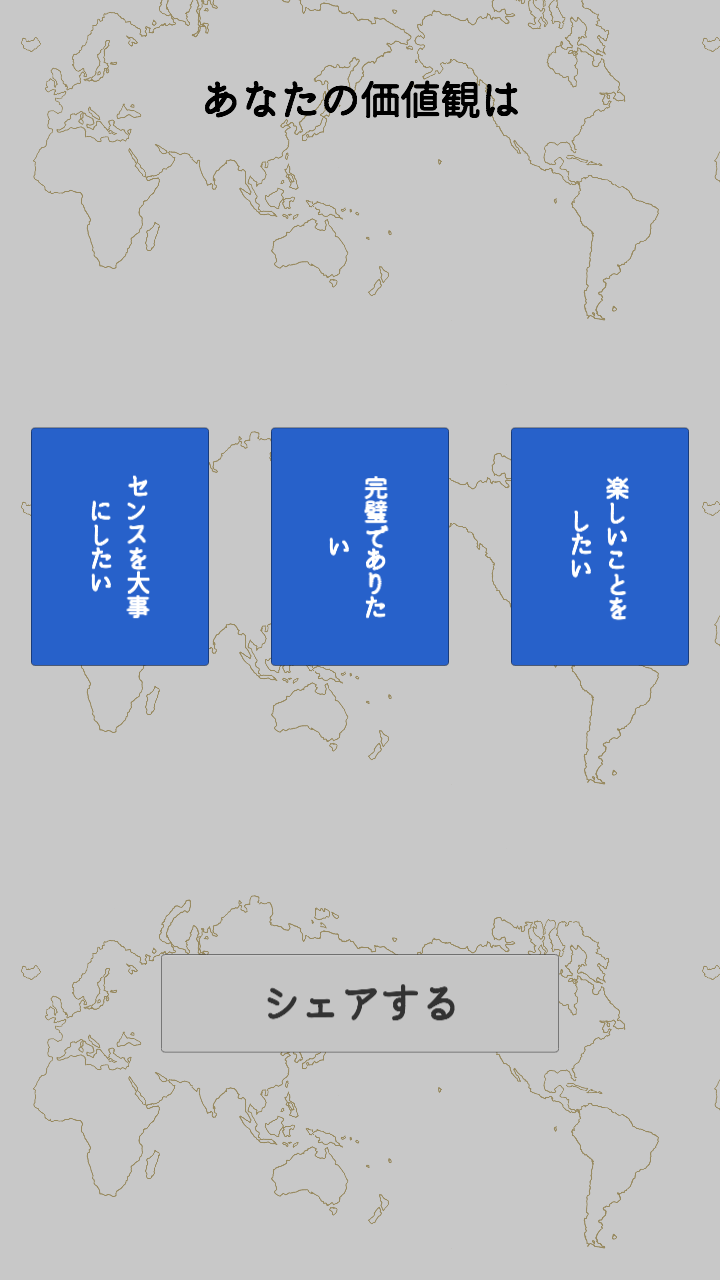 あなたの価値観は
センスを大事
にしたい
完璧でありた
い
楽しいことを
したい
シェアする